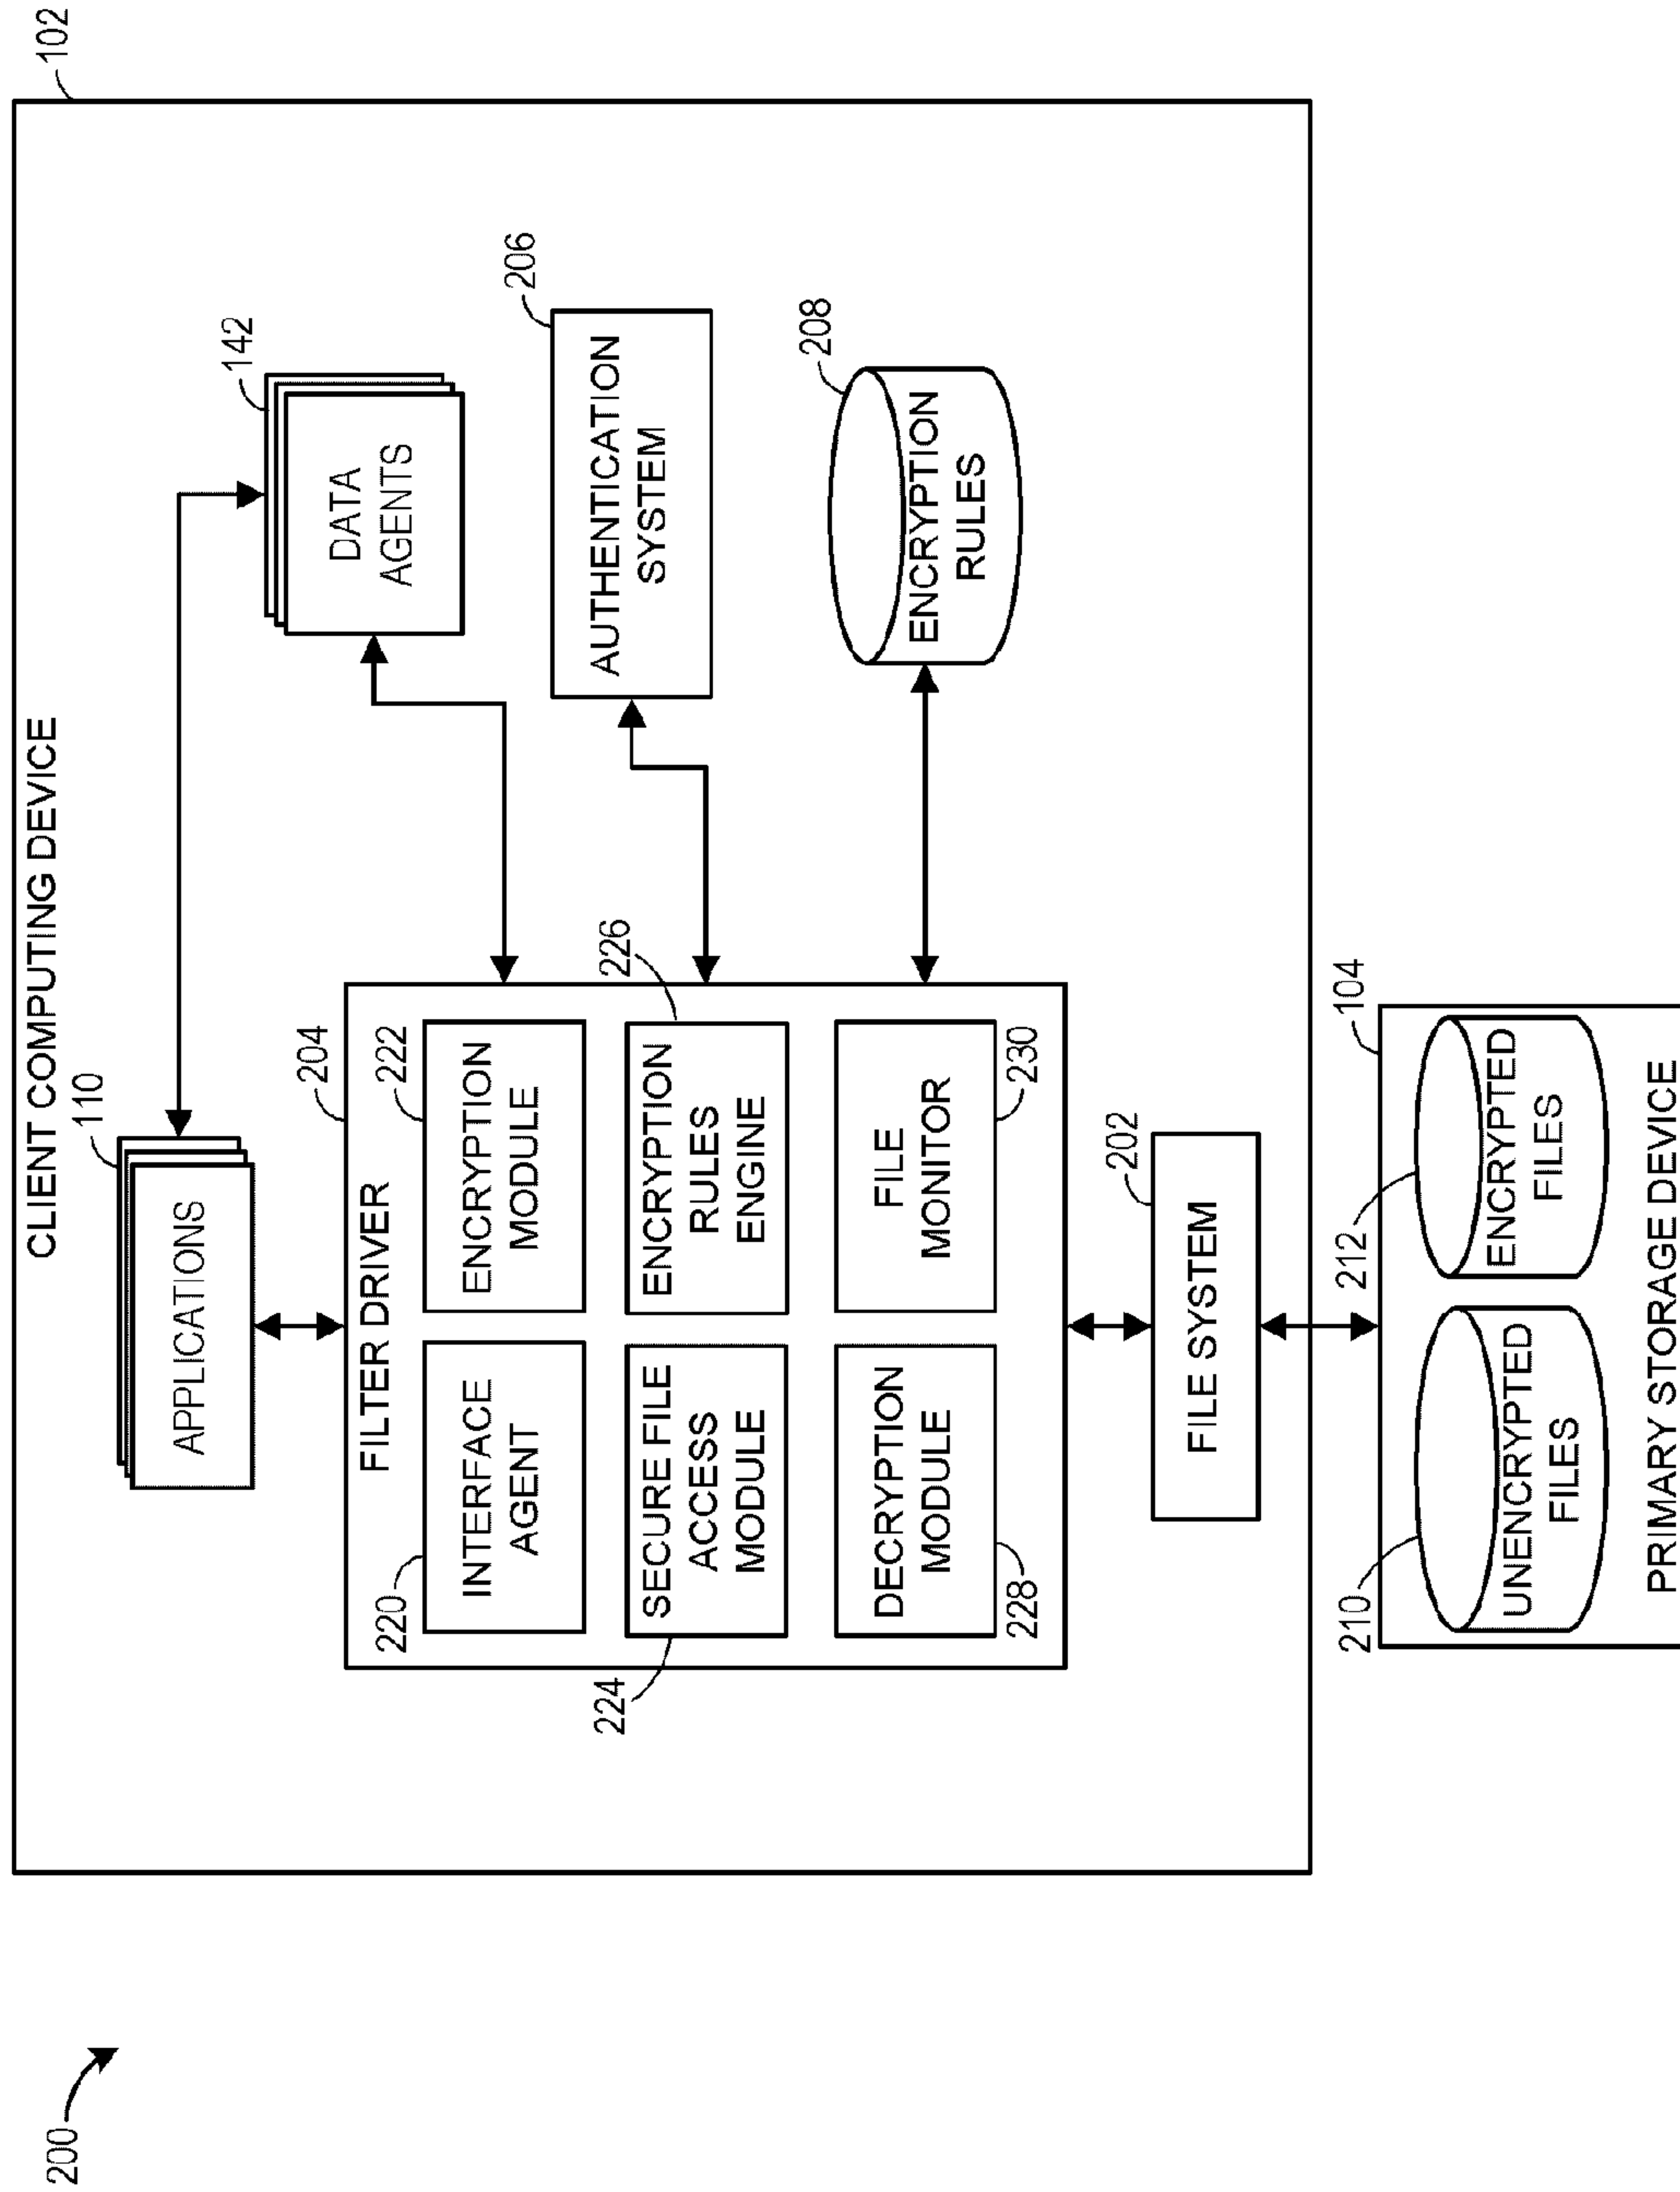 200
CLIENT COMPUTING DEVICE
102
110
APPLICATIONS
142
DATA
AGENTS
204
FILTER DRIVER
220
INTERFACE
AGENT
222
ENCRYPTION
MODULE
206
AUTHENTICATION
SYSTEM
224
SECURE FILE
ACCESS
MODULE
226
ENCRYPTION
RULES
ENGINE
208
ENCRYPTION
RULES
228
DECRYPTION
MODULE
230
FILE
MONITOR
202
FILE SYSTEM
104
210
UNENCRYPTED
FILES
212
ENCRYPTED
FILES
PRIMARY STORAGE DEVICE